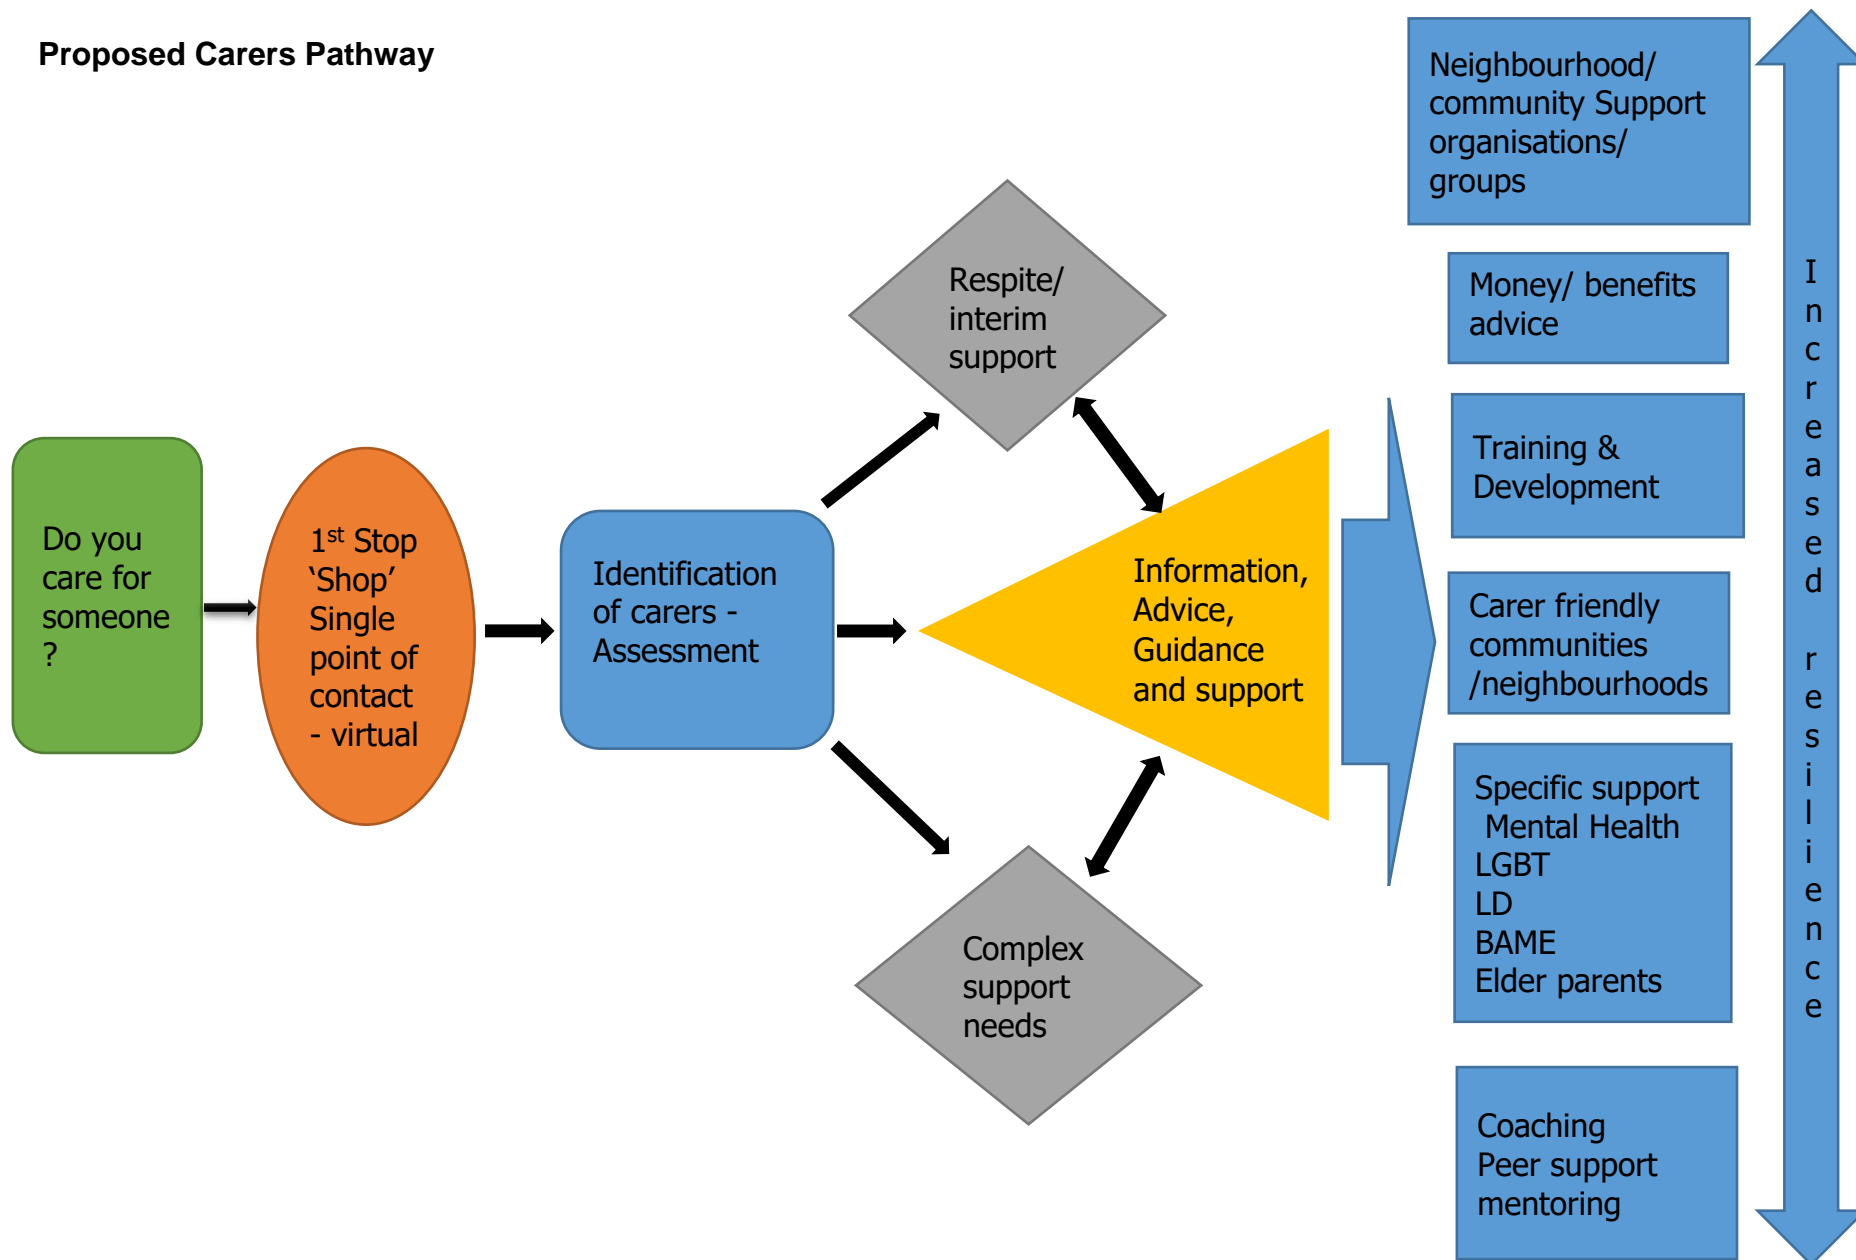 Proposed Carers Pathway
Do you
care for
someone
?
1st Stop
‘Shop’
Single
point of
contact
- virtual
Identification
of carers -
Assessment
Respite/
interim
support
Information,
Advice,
Guidance
and support
Complex
support
needs
Neighbourhood/
community Support
organisations/
groups
Money/ benefits
advice
Training &
Development
Carer friendly
communities
/neighbourhoods
Specific support
Mental Health
LGBT
LD
BAME
Elder parents
Coaching
Peer support
mentoring
Increased resilience